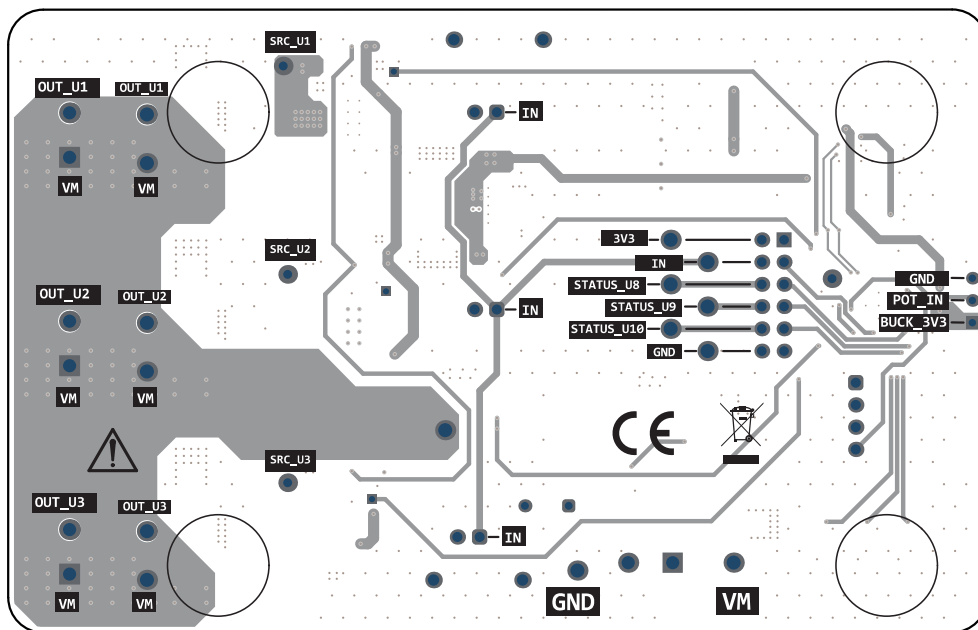 SRC_U1
OUT_U1
OUT_U1
IN
VM
VM
3V3
SRC_U2
IN
GND
STATUS_U8
POT_IN
OUT_U2
OUT_U2
STATUS_U9
IN
BUCK_3V3
STATUS_U10
GND
VM
VM
CE
SRC_U3
OUT_U3
OUT_U3
IN
VM
VM
GND
VM